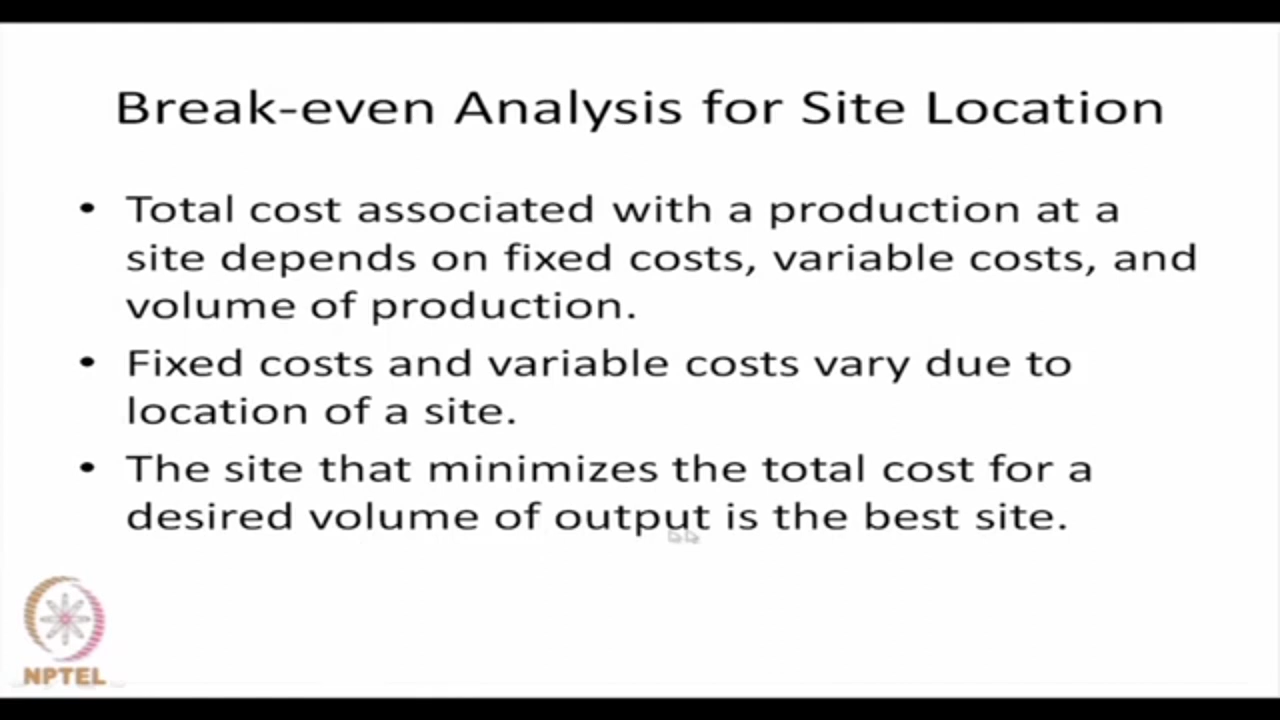 Break-even Analysis for Site Location
• Total cost associated with a production at a
site depends on fixed costs, variable costs, and
volume of production.
• Fixed costs and variable costs vary due to
location of a site.
• The site that minimizes the total cost for a
desired volume of output is the best site.
NPTEL